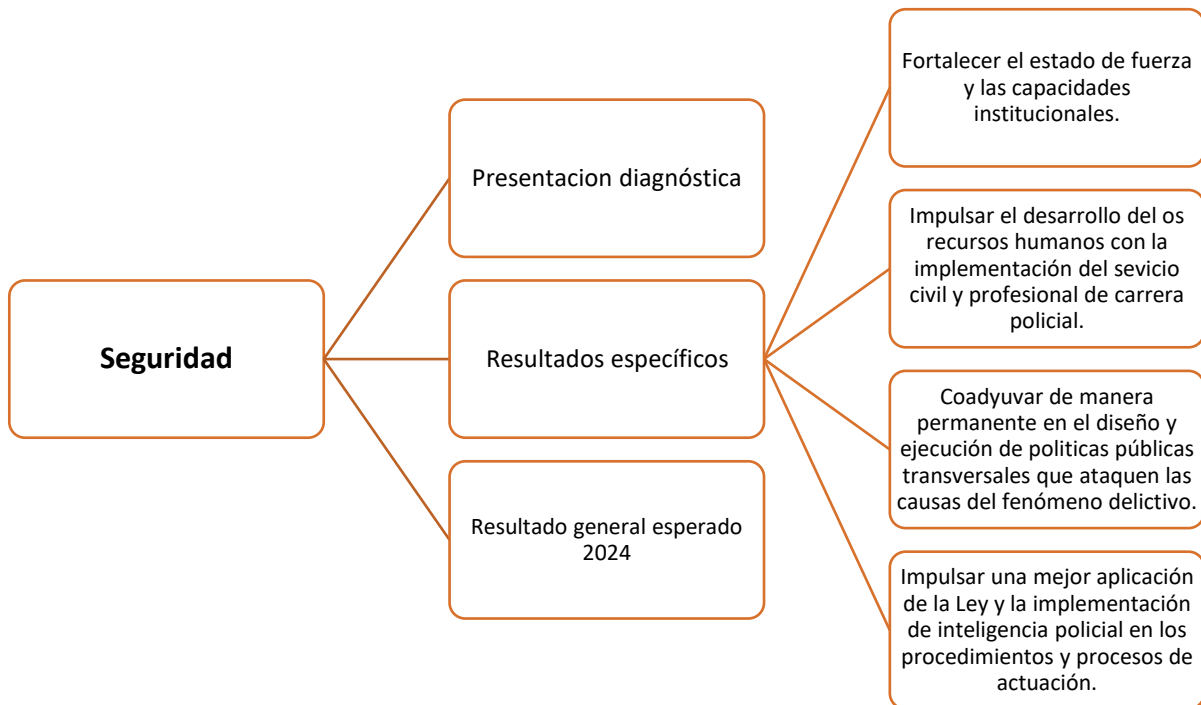 Seguridad
Presentacion diagnóstica
Resultados específicos
Resultado general esperado
2024
Fortalecer el estado de fuerza
y las capacidades
institucionales.
Impulsar el desarrollo del os
recursos humanos con la
implementación del sevicio
civil y profesional de carrera
policial.
Coadyuvar de manera
permanente en el diseño y
ejecución de politicas públicas
transversales que ataquen las
causas del fenómeno delictivo.
Impulsar una mejor aplicación
de la Ley y la implementación
de inteligencia policial en los
procedimientos y procesos de
actuación.